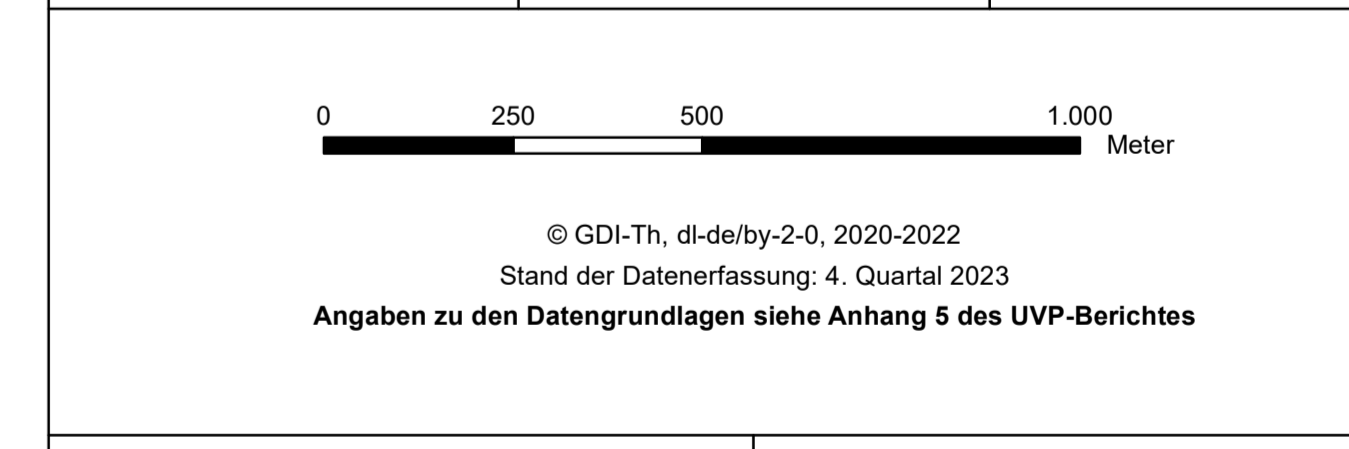 0 250 500 1.000
Meter
© GDI-Th, dl-de/by-2-0, 2020-2022
Stand der Datenerfassung: 4. Quartal 2023
Angaben zu den Datengrundlagen siehe Anhang 5 des UVP-Berichtes